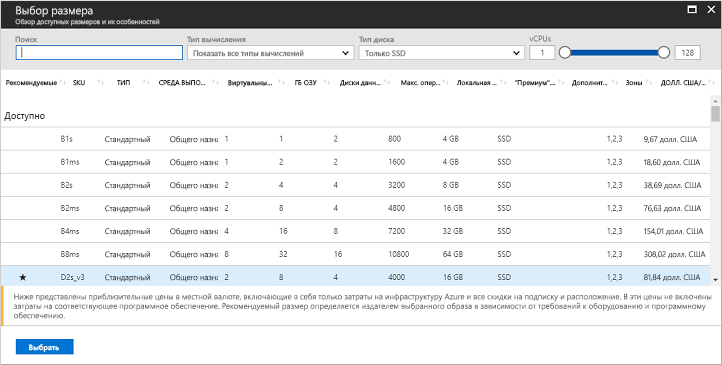 Выбор размера
Обзор доступных размеров и их особенностей
Поиск Тип вычисления Тип диска vCPUs
Показать все типы вычислений Только SSD 1 128
Рекомендуемые SKU ТИП СРЕДА ВЫПО... Виртуальны... ГБ ОЗУ Диски данн... Макс. опер... Локальная ... "Премиум"... Дополнит... Зоны ДОЛЛ. США/...
Доступно
B1s Стандартный Общего назна 1 1 2 800 4 GB SSD 1,2,3 9,67 долл. США
B1ms Стандартный Общего назна 1 2 2 1600 4 GB SSD 1,2,3 18,60 долл. США
B2s Стандартный Общего назна 2 4 4 3200 8 GB SSD 1,2,3 38,69 долл. США
B2ms Стандартный Общего назна 2 8 4 4800 16 GB SSD 1,2,3 76,63 долл. США
B4ms Стандартный Общего назна 4 16 8 7200 32 GB SSD 1,2,3 154,01 долл. США
B8ms Стандартный Общего назна 8 32 16 10800 64 GB SSD 1,2,3 308,02 долл. США
★ D2s_v3 Стандартный Общего назна 2 8 4 4000 16 GB SSD 1,2,3 81,84 долл. США
Ниже представлены приблизительные цены в местной валюте, включающие в себя только затраты на инфраструктуру Azure и все скидки на подписку и расположение. В эти цены не включены
затраты на соответствующее программное обеспечение. Рекомендуемый размер определяется издателем выбранного образа в зависимости от требований к оборудованию и программному
обеспечению.
Выбрать